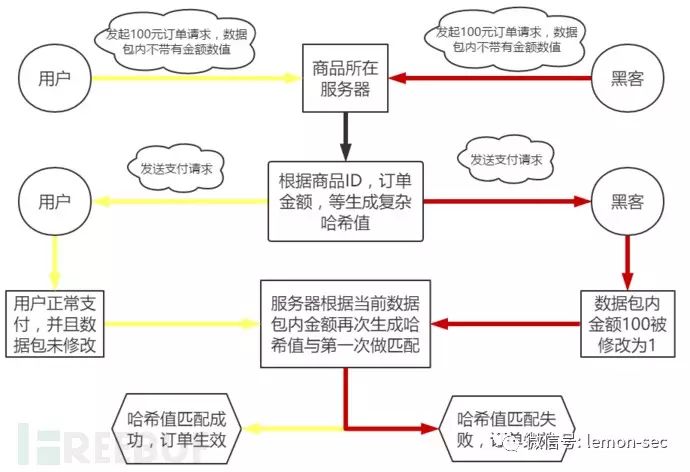 发起100元订单请求，数据
包内不带有金额数值
发起100元订单请求，数据
包内不带有金额数值
用户
商品所在
服务器
黑客
发送支付请求
发送支付请求
用户
根据商品ID，订单
金额，等生成复杂
哈希值
黑客
用户正常支
付，并且数
据包未修改
服务器根据当前数据
包内金额再次生成哈
希值与第一次做匹配
数据包内
金额100被
修改为1
哈希值匹配成
功，订单生效
哈希值匹配失
败，订单
FREEBUF
微信号: lemon-sec